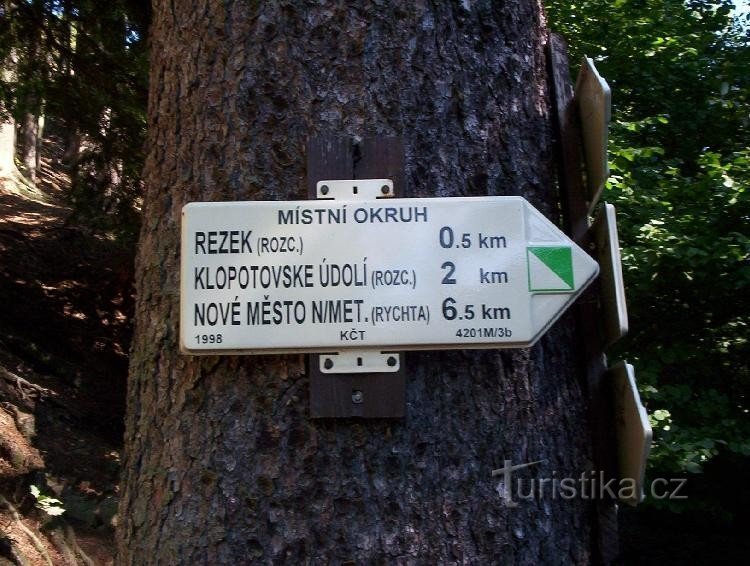 MÍSTNÍ OKRUH
REZEK (ROZC.) 0.5 km
KLOPOTOVSKE ÚDOLÍ (ROZC.) 2 km
NOVÉ MĚSTO N/MET. (RYCHTA) 6.5 km
1998 KČT 4201M/3b
Turistika.cz